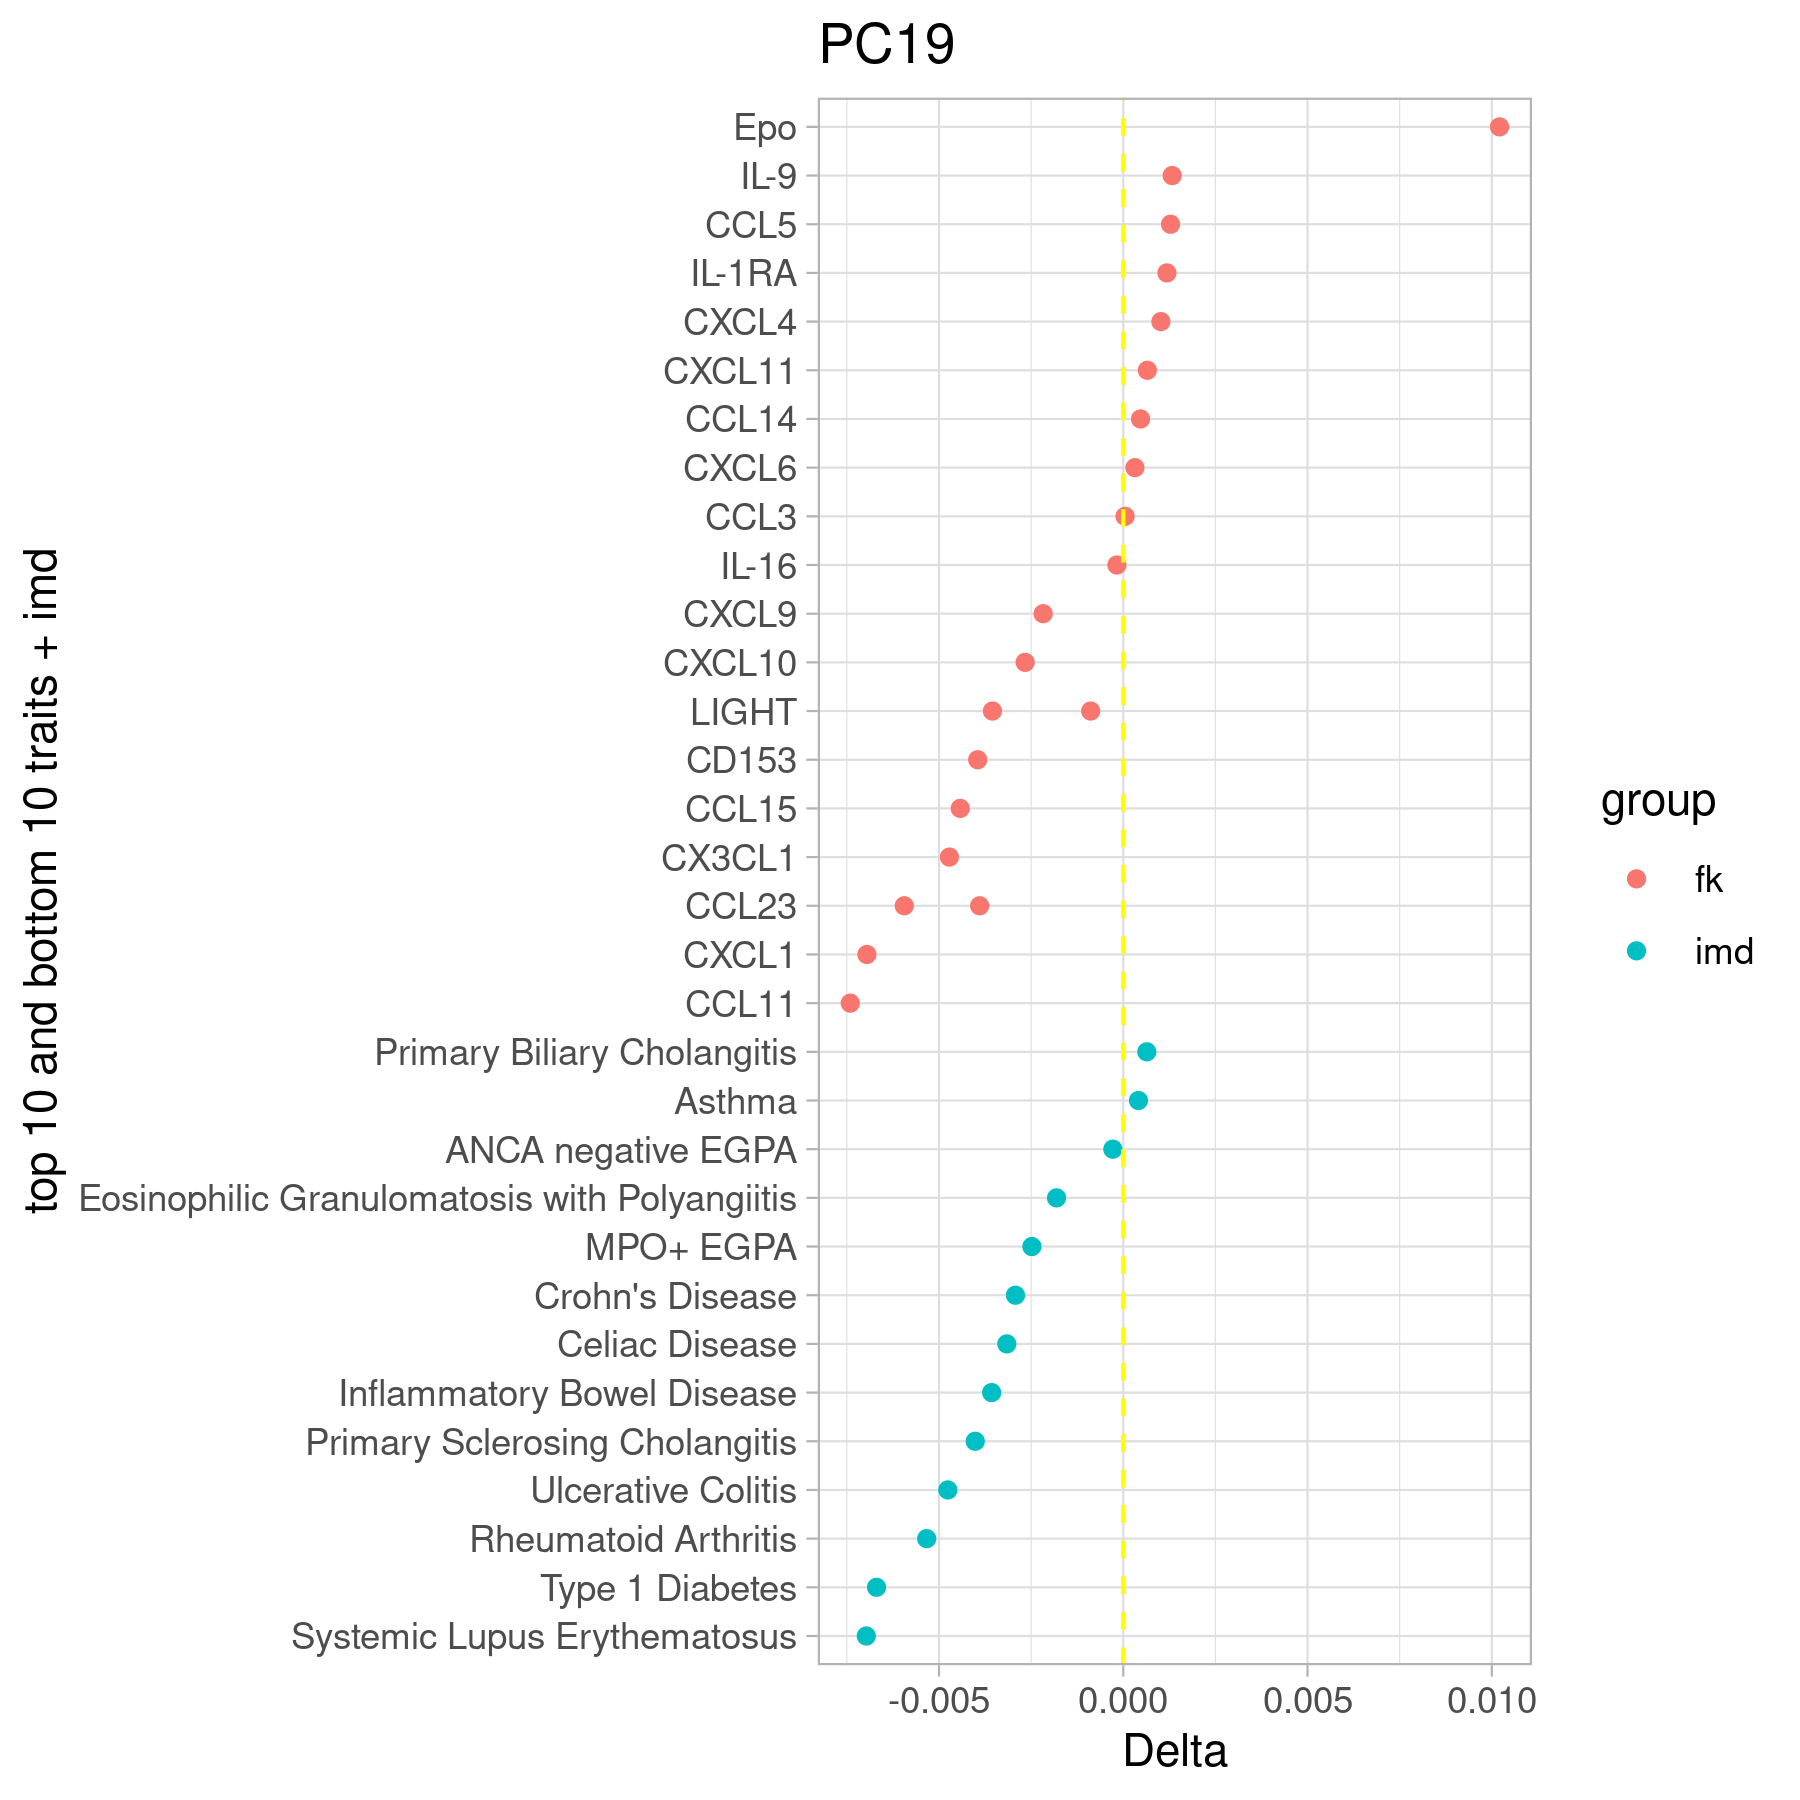 PC19
top 10 and bottom 10 traits + imd
Epo
IL-9
CCL5
IL-1RA
CXCL4
CXCL11
CCL14
CXCL6
CCL3
IL-16
CXCL9
CXCL10
LIGHT
CD153
CCL15
CX3CL1
CCL23
CXCL1
CCL11
Primary Biliary Cholangitis
Asthma
ANCA negative EGPA
Eosinophilic Granulomatosis with Polyangiitis
MPO+ EGPA
Crohn's Disease
Celiac Disease
Inflammatory Bowel Disease
Primary Sclerosing Cholangitis
Ulcerative Colitis
Rheumatoid Arthritis
Type 1 Diabetes
Systemic Lupus Erythematosus
-0.005 0.000 0.005 0.010
Delta
group
fk
imd